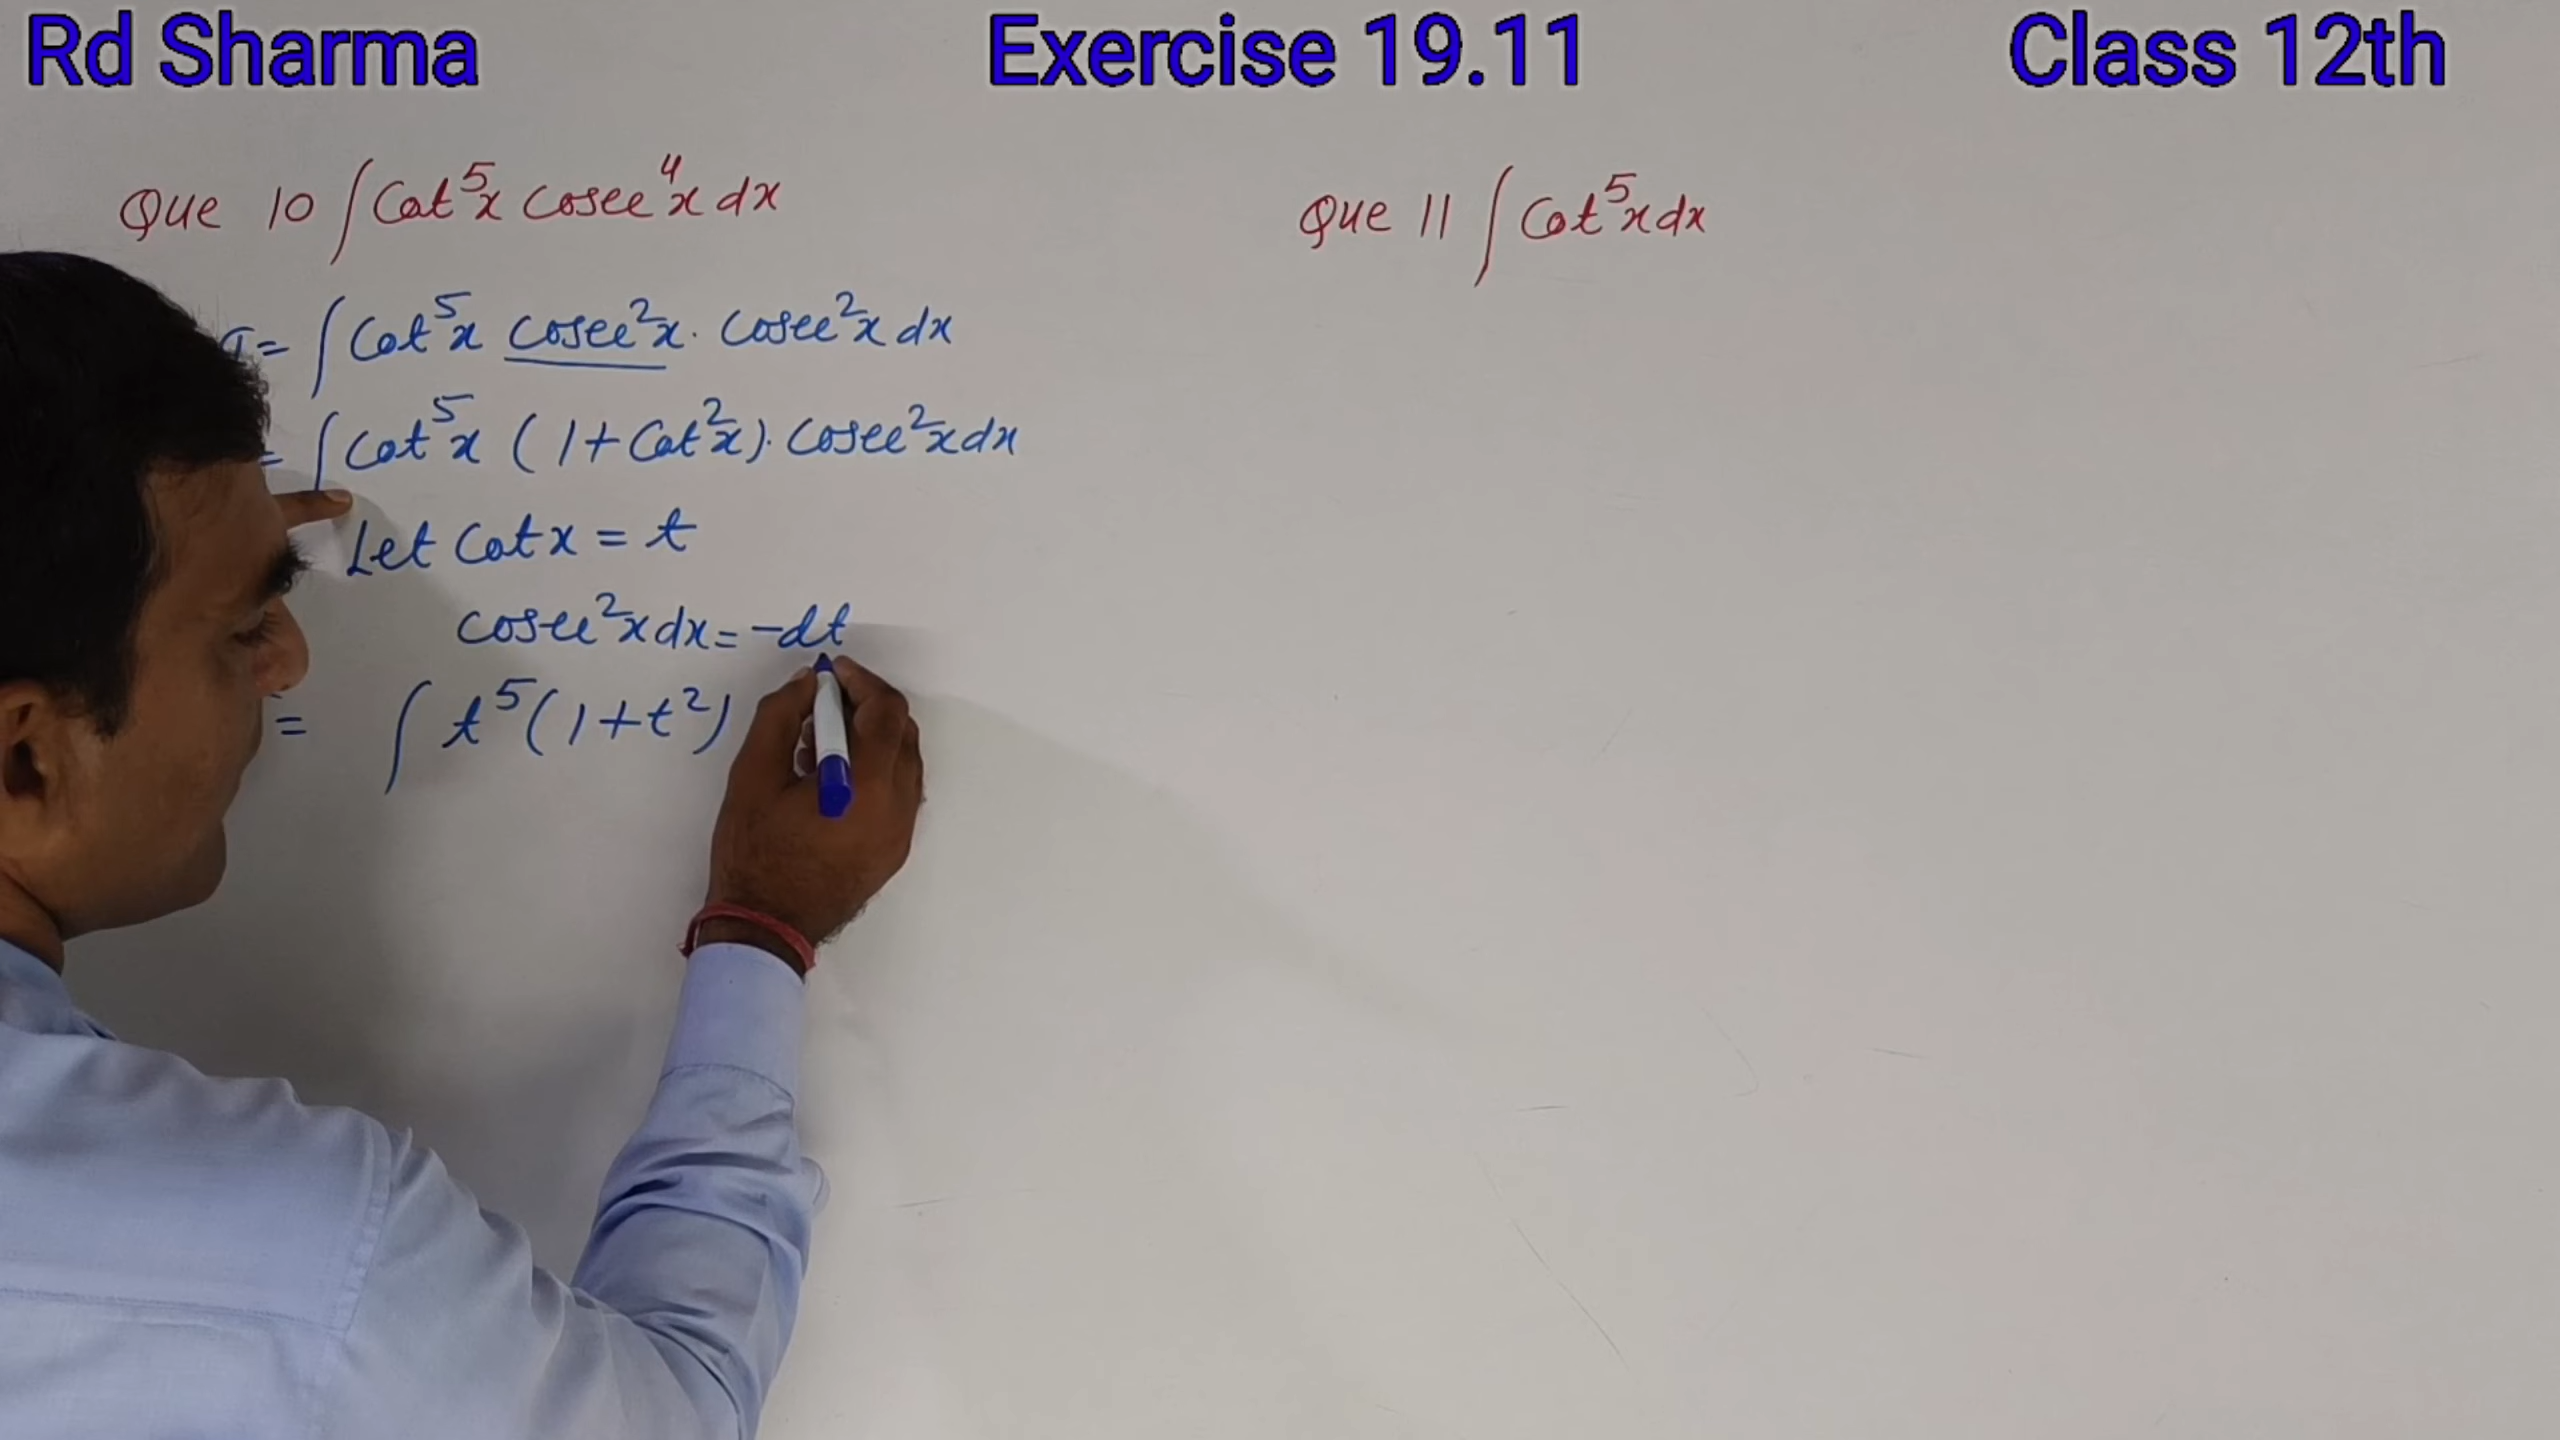 Rd Sharma Exercise 19.11 Class 12th
Que 10 ∫ Cot⁵x Cosec⁴x dx
= ∫ Cot⁵x Cosec²x . Cosec²x dx
= ∫ Cot⁵x (1 + Cot²x) . Cosec²x dx
Let Cot x = t
Cosec²x dx = -dt
= ∫ t⁵(1+t²)
Que 11 ∫ Cot⁵x dx